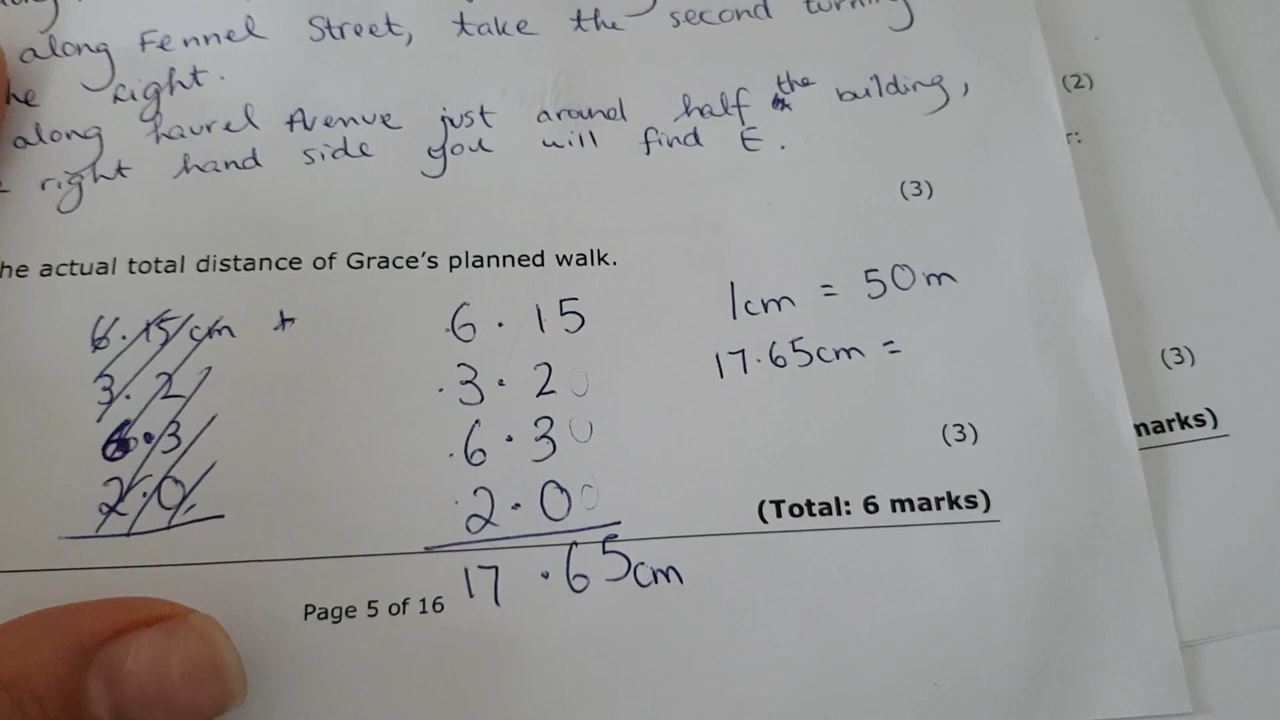 along Fennel Street, take the second turning
he right.
along Laurel Avenue just around half the building,
right hand side you will find E.
(2)
r:
(3)
he actual total distance of Grace's planned walk.
6.15cm +
3.2
6.3
2.0
6.15
3.20
6.30
2.00
17.65cm
1cm = 50m
17.65cm =
(3)
(Total: 6 marks)
Page 5 of 16
(3)
marks)